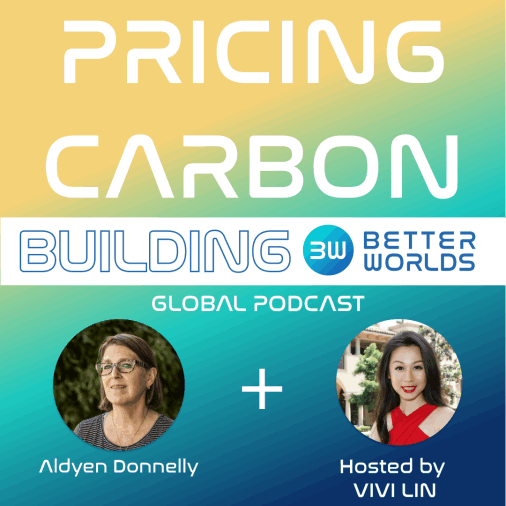 PRICING
CARBON
BUILDING 3W BETTER
WORLDS
GLOBAL PODCAST
+
Aldyen Donnelly
Hosted by
VIVI LIN